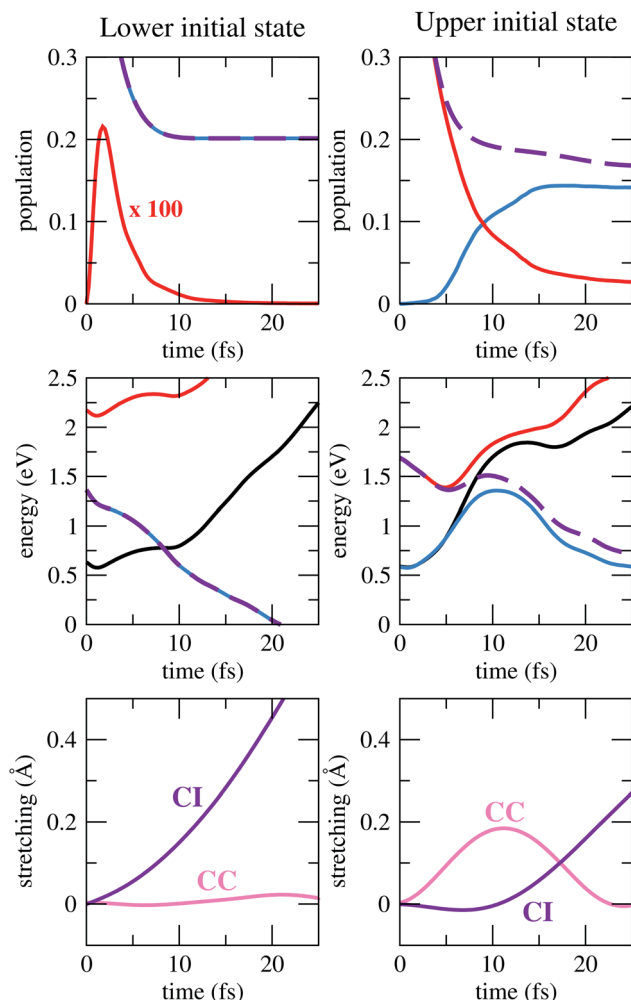 Lower initial state
Upper initial state
0.3
0.2
0.1
0
population
x 100
0 10 20
time (fs)
0.3
0.2
0.1
0
population
0 10 20
time (fs)
2.5
2
1.5
1
0.5
0
energy (eV)
0 10 20
time (fs)
2.5
2
1.5
1
0.5
0
energy (eV)
0 10 20
time (fs)
0.4
0.2
0
stretching (Å)
CI
CC
0 10 20
time (fs)
0.4
0.2
0
stretching (Å)
CC
CI
0 10 20
time (fs)